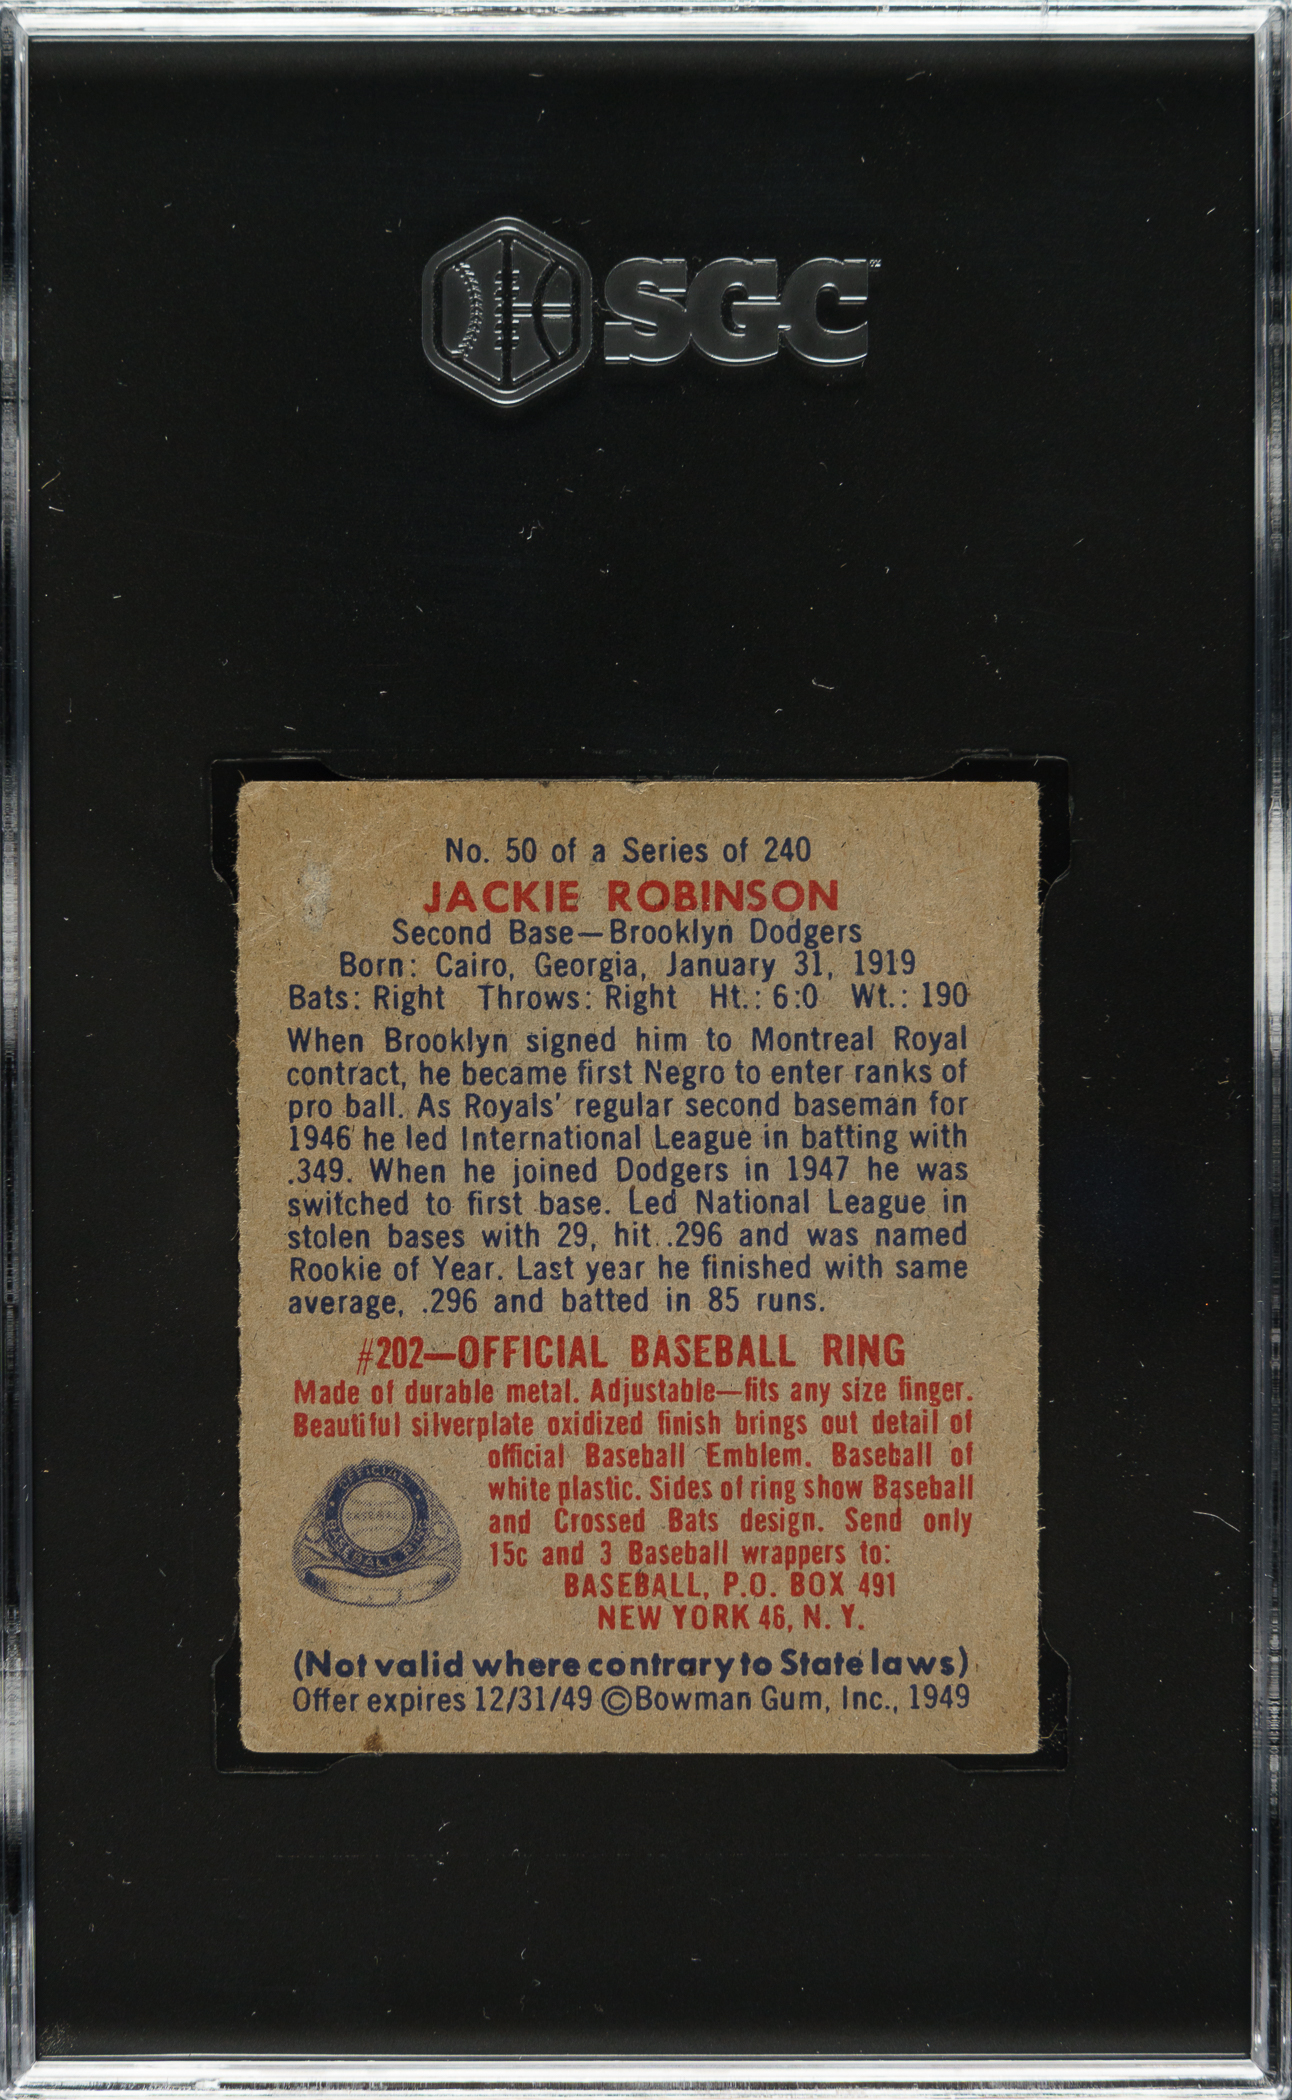 SGC™
No. 50 of a Series of 240
JACKIE ROBINSON
Second Base—Brooklyn Dodgers
Born: Cairo, Georgia, January 31, 1919
Bats: Right Throws: Right Ht.: 6:0 Wt.: 190
When Brooklyn signed him to Montreal Royal
contract, he became first Negro to enter ranks of
pro ball. As Royals' regular second baseman for
1946 he led International League in batting with
.349. When he joined Dodgers in 1947 he was
switched to first base. Led National League in
stolen bases with 29, hit .296 and was named
Rookie of Year. Last year he finished with same
average, .296 and batted in 85 runs.
#202—OFFICIAL BASEBALL RING
Made of durable metal. Adjustable—fits any size finger.
Beautiful silverplate oxidized finish brings out detail of
official Baseball Emblem. Baseball of
white plastic. Sides of ring show Baseball
and Crossed Bats design. Send only
15c and 3 Baseball wrappers to:
BASEBALL, P.O. BOX 491
NEW YORK 46, N. Y.
OFFICIAL
BASEBALL
BASEBALL RING
(Not valid where contrary to State laws)
Offer expires 12/31/49 ©Bowman Gum, Inc., 1949